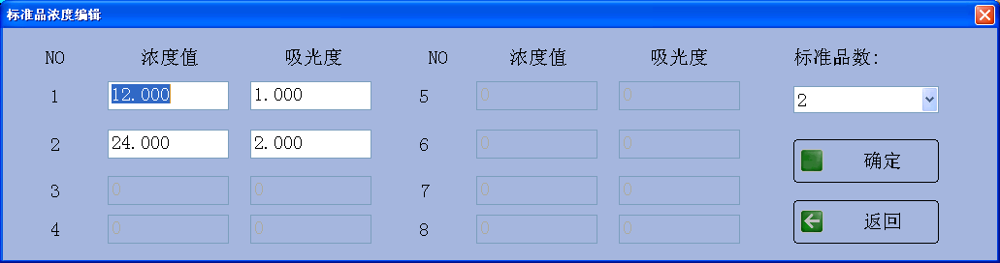 标准品浓度编辑
NO 浓度值 吸光度 NO 浓度值 吸光度 标准品数:
1 12.000 1.000 5 0 0 2
2 24.000 2.000 6 0 0 确定
3 0 0 7 0 0
4 0 0 8 0 0 返回